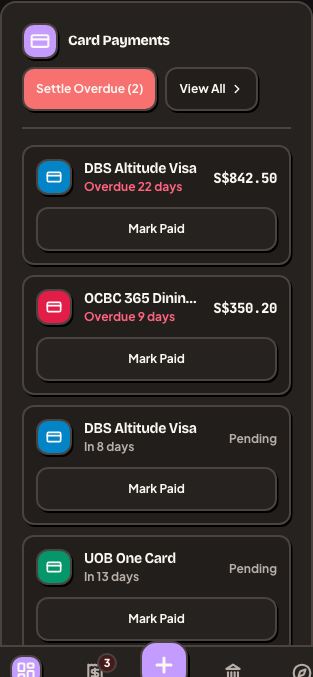 Card Payments
Settle Overdue (2)
View All
DBS Altitude Visa
S$842.50
Overdue 22 days
Mark Paid
OCBC 365 Dinin...
S$350.20
Overdue 9 days
Mark Paid
DBS Altitude Visa
Pending
In 8 days
Mark Paid
UOB One Card
Pending
In 13 days
Mark Paid
3